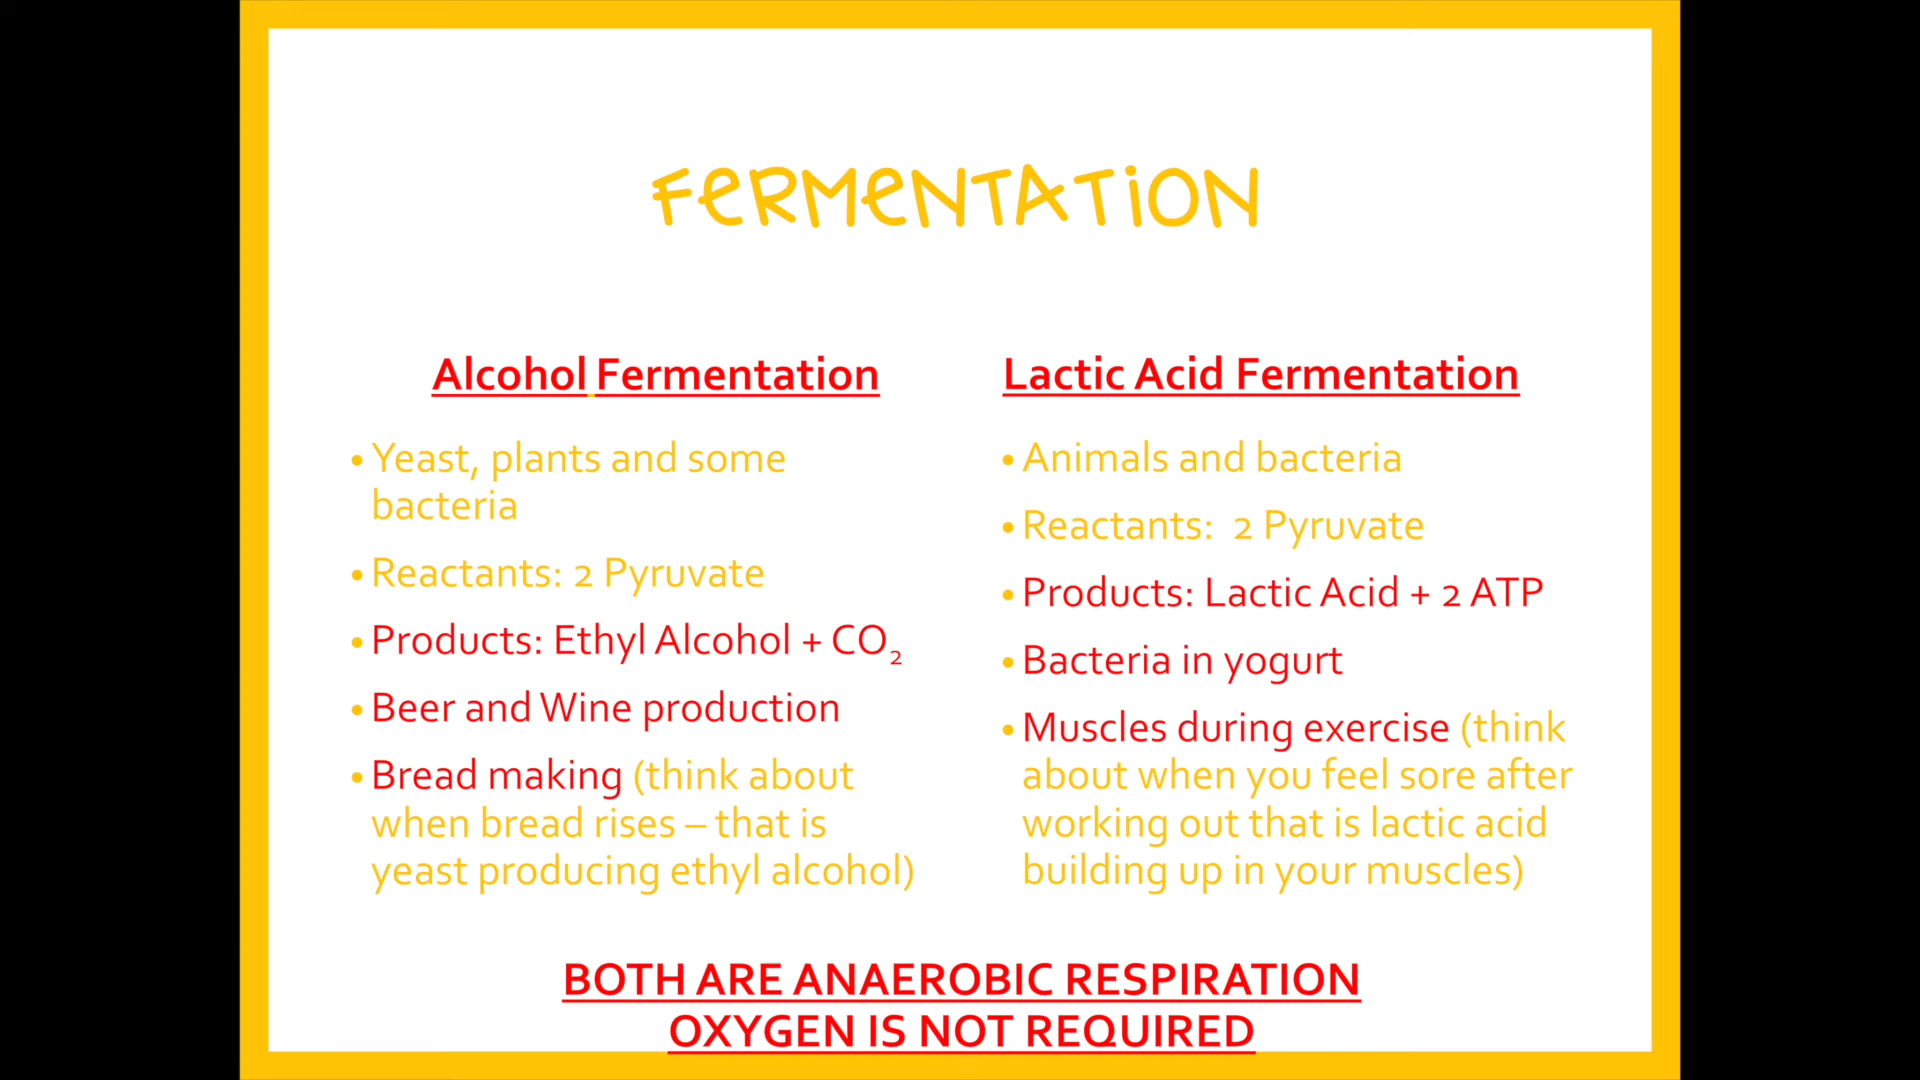 FeRMeNTATiON
Alcohol Fermentation
• Yeast, plants and some
bacteria
• Reactants: 2 Pyruvate
• Products: Ethyl Alcohol + CO₂
• Beer and Wine production
• Bread making (think about
when bread rises – that is
yeast producing ethyl alcohol)
Lactic Acid Fermentation
• Animals and bacteria
• Reactants:  2 Pyruvate
• Products: Lactic Acid + 2 ATP
• Bacteria in yogurt
• Muscles during exercise (think
about when you feel sore after
working out that is lactic acid
building up in your muscles)
BOTH ARE ANAEROBIC RESPIRATION
OXYGEN IS NOT REQUIRED